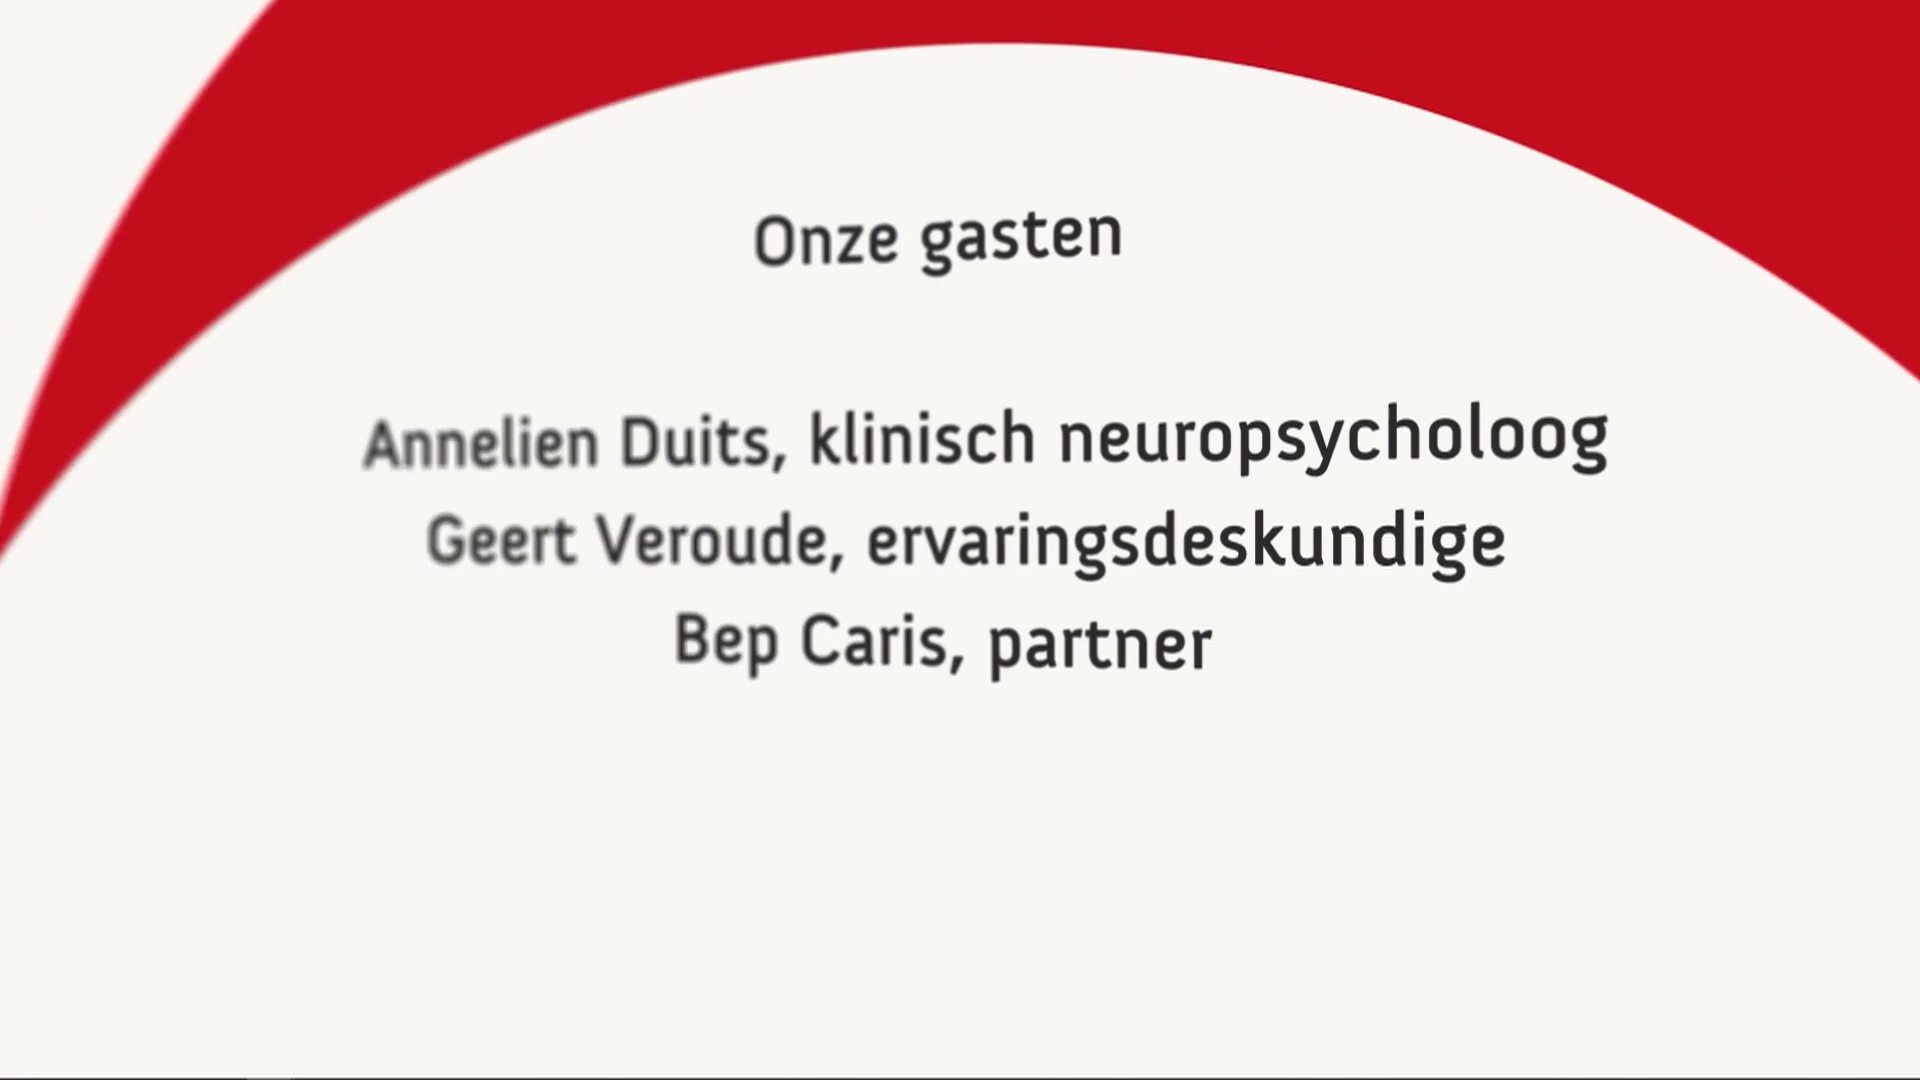 Onze gasten
Annelien Duits, klinisch neuropsycholoog
Geert Veroude, ervaringsdeskundige
Bep Caris, partner